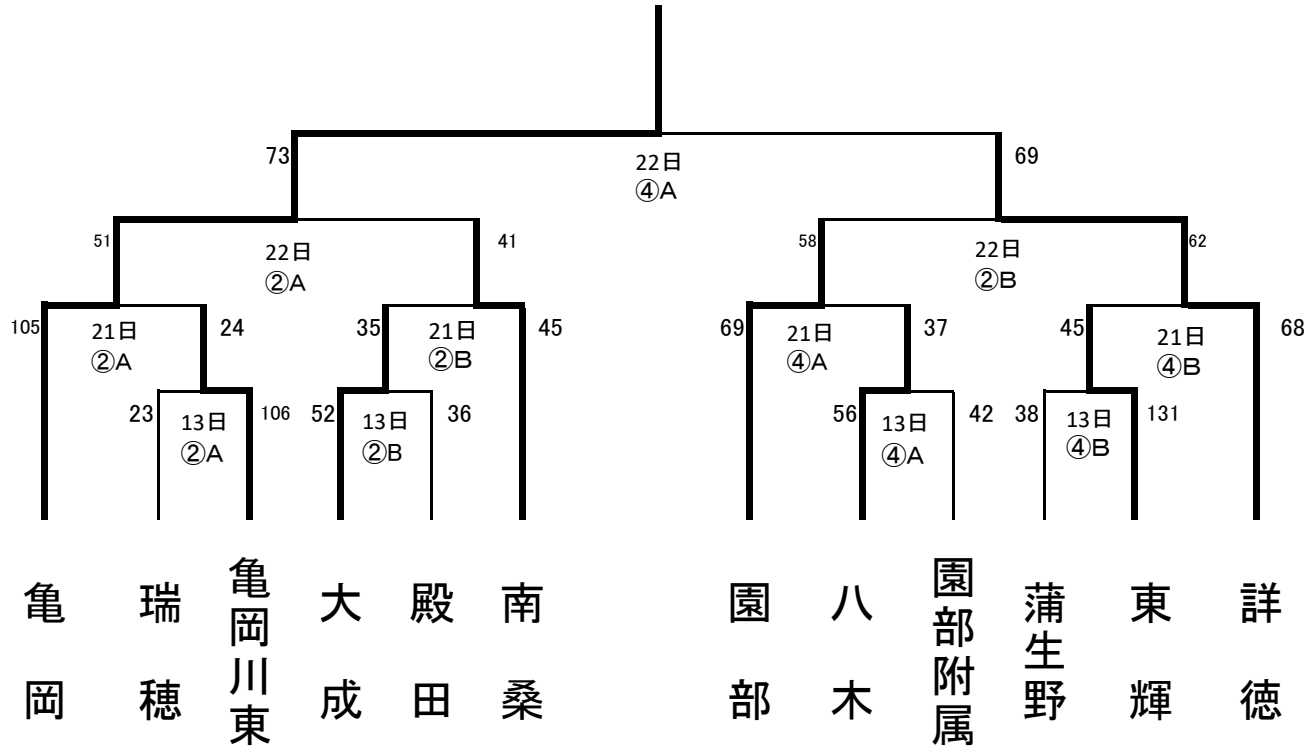 73
22日
④A
69
51
22日
②A
41
58
22日
②B
62
105
21日
②A
24
35
21日
②B
45
69
21日
④A
37
45
21日
④B
68
23
13日
②A
106
52
13日
②B
36
56
13日
④A
42
38
13日
④B
131
亀岡
瑞穂
亀岡川東
大成
殿田
南桑
園部
八木
園部附属
蒲生野
東輝
詳徳